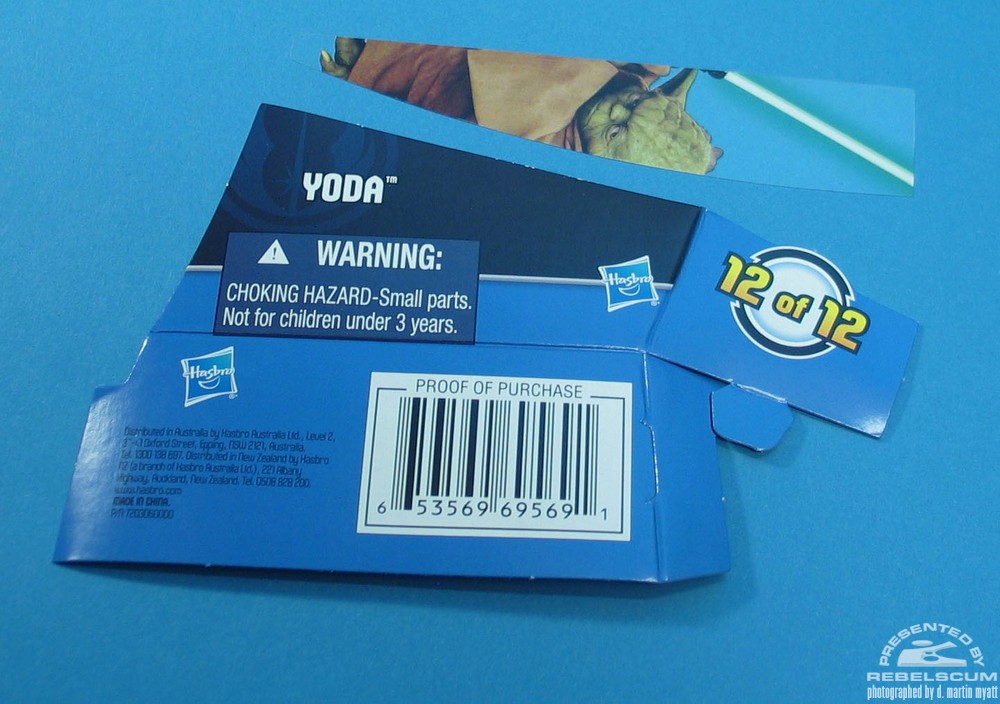 YODA™
WARNING:
CHOKING HAZARD-Small parts.
Not for children under 3 years.
Hasbro
12 of 12
Hasbro
PROOF OF PURCHASE
6 53569 69569 1
Distributed in Australia by Hasbro Australia Ltd., Level 2,
Oxford Street, Epping, NSW 2121, Australia.
Tel. 1300 138 697. Distributed in New Zealand by Hasbro
NZ (a branch of Hasbro Australia Ltd.), 221 Albany
Highway, Auckland, New Zealand. Tel. 0508 828 200.
www.hasbro.com
MADE IN CHINA.
P/N 7203060000
PRESENTED BY
REBELSCUM
photographed by d. martin myatt